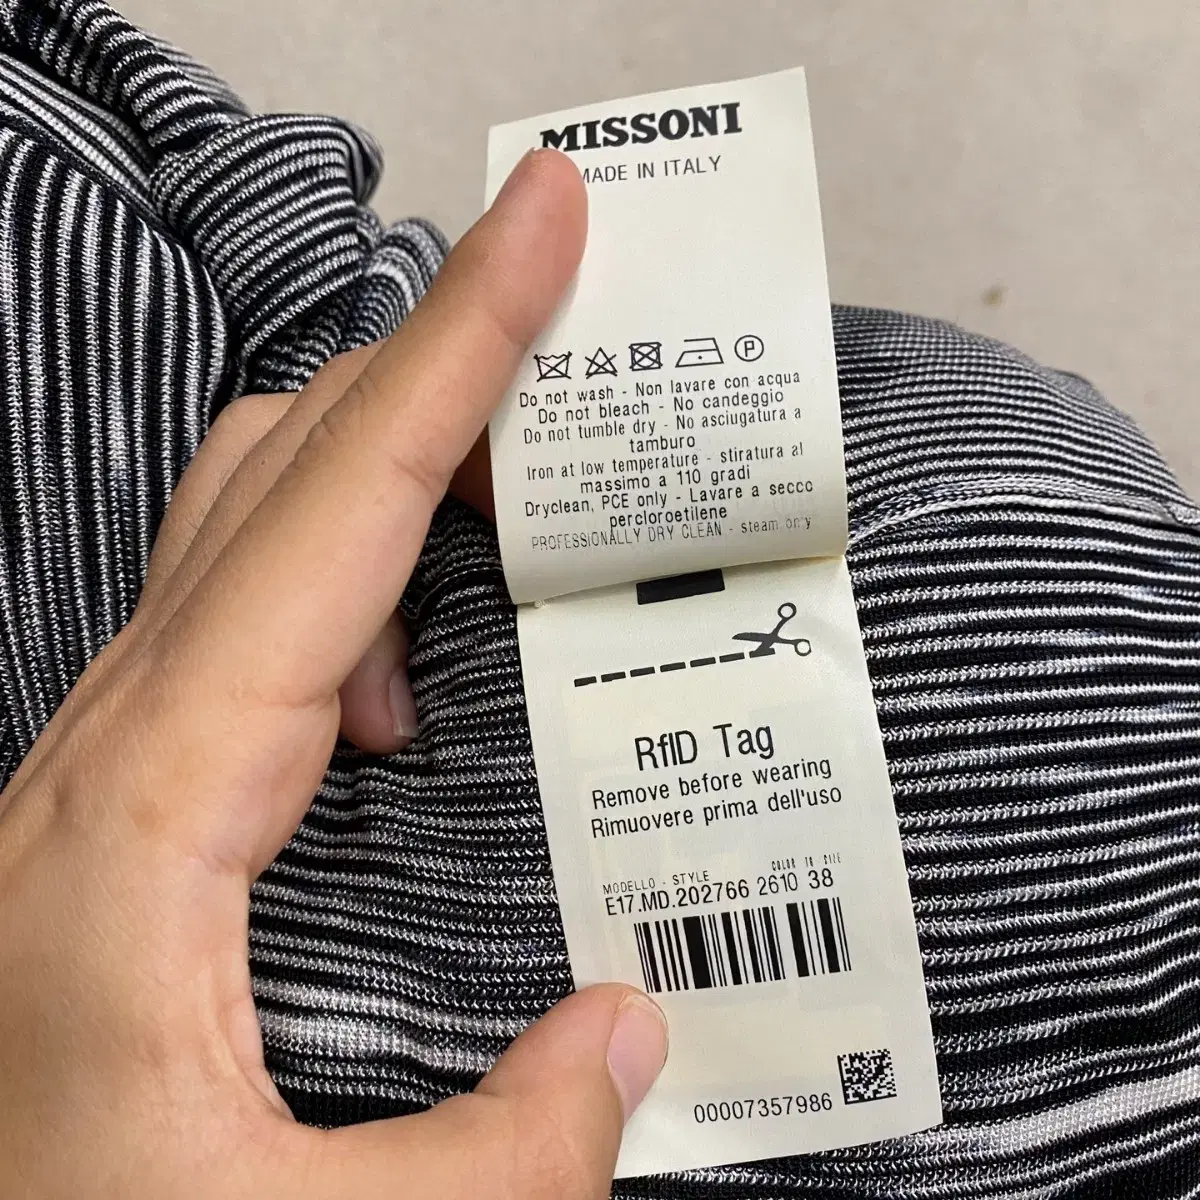 MISSONI
MADE IN ITALY
P
Do not wash - Non lavare con acqua
Do not bleach - No candeggio
Do not tumble dry - No asciugatura a
tamburo
Iron at low temperature - stiratura al
massimo a 110 gradi
Dryclean, PCE only - Lavare a secco
percloroetilene
PROFESSIONALLY DRY CLEAN - steam only
RfID Tag
Remove before wearing
Rimuovere prima dell'uso
MODELLO - STYLE COLOR
E17.MD.202766 2610 38
00007357986